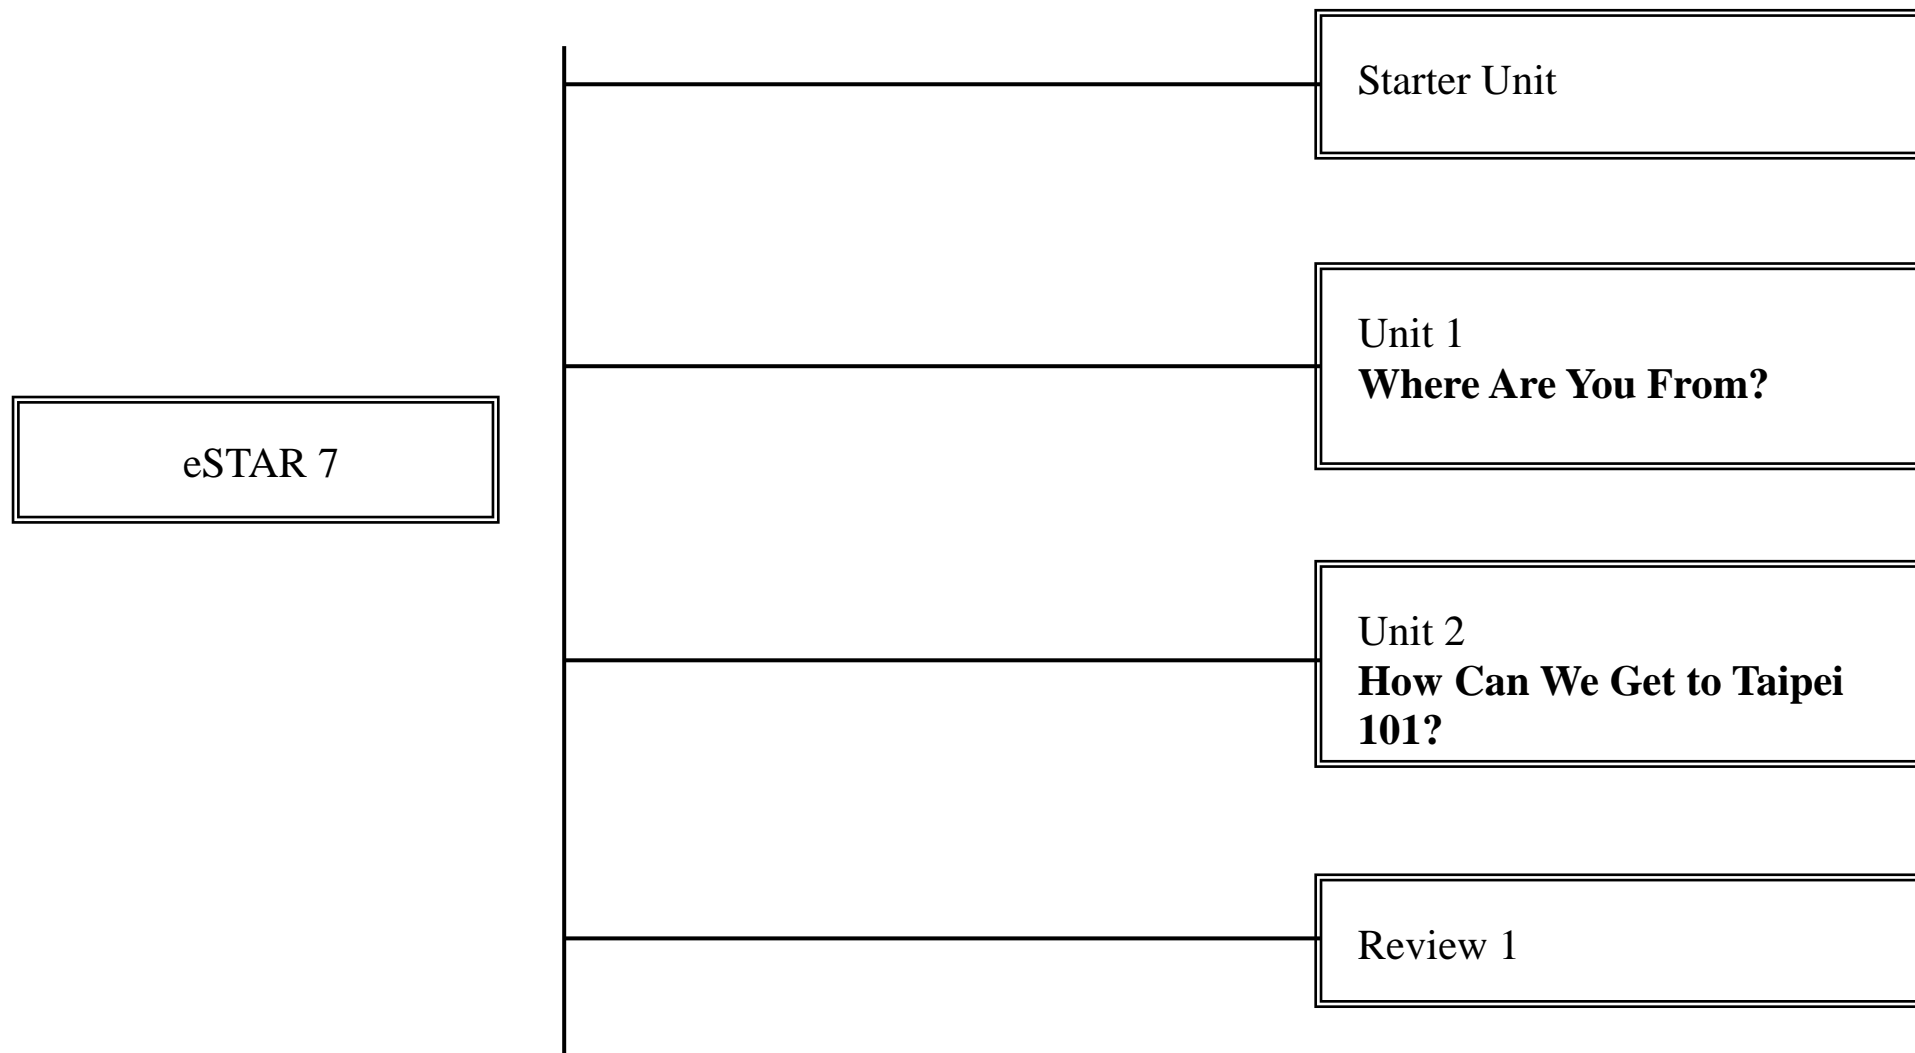 eSTAR 7
Starter Unit
Unit 1
Where Are You From?
Unit 2
How Can We Get to Taipei
101?
Review 1